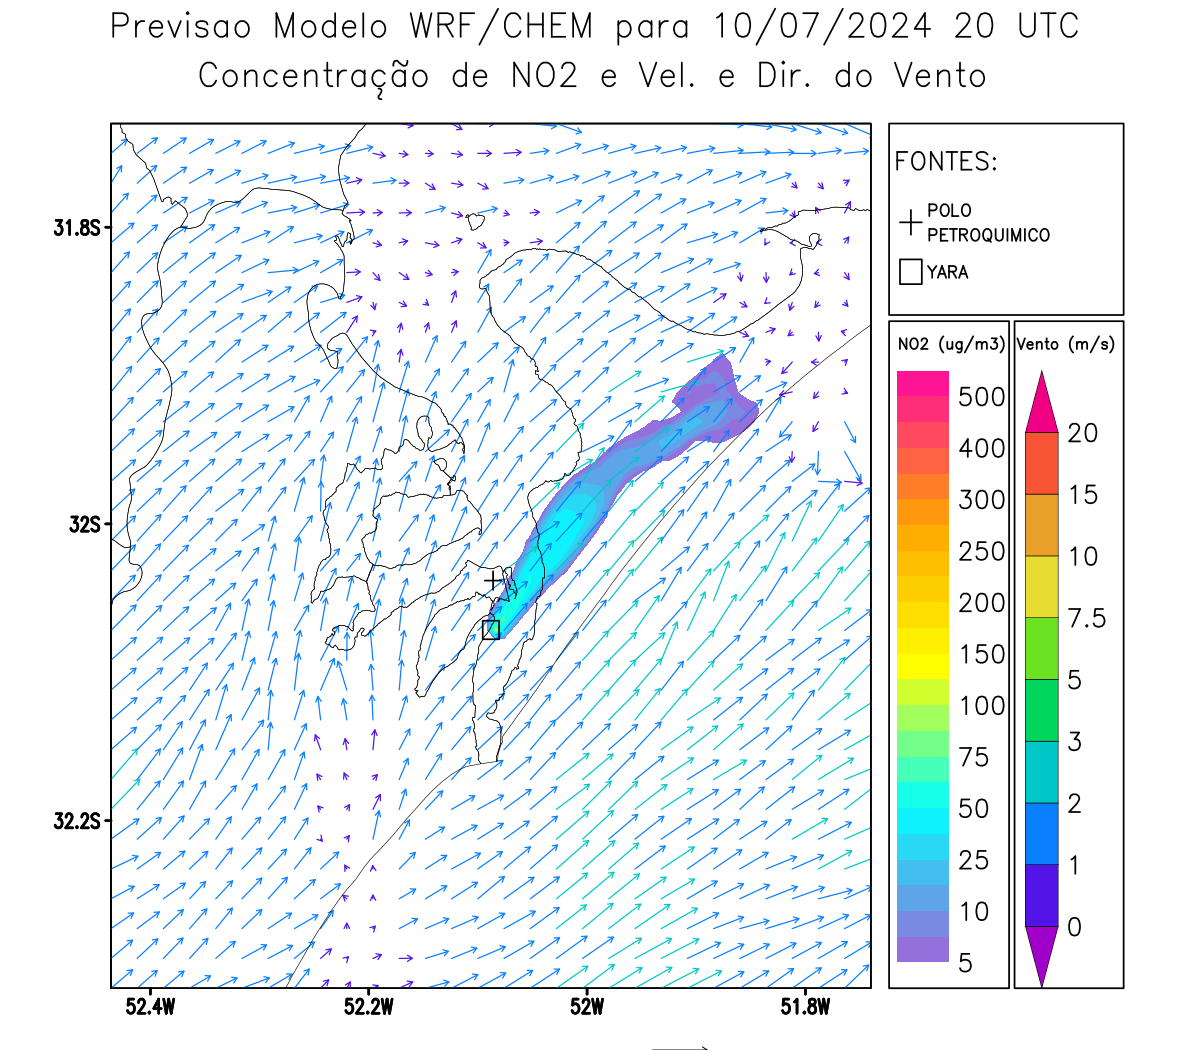 Previsao Modelo WRF/CHEM para 10/07/2024 20 UTC
Concentração de NO2 e Vel. e Dir. do Vento
FONTES:
POLO
PETROQUIMICO
YARA
31.8S
32S
32.2S
52.4W
52.2W
52W
51.8W
NO2 (ug/m3)
500
400
300
250
200
150
100
75
50
25
10
5
Vento (m/s)
20
15
10
7.5
5
3
2
1
0